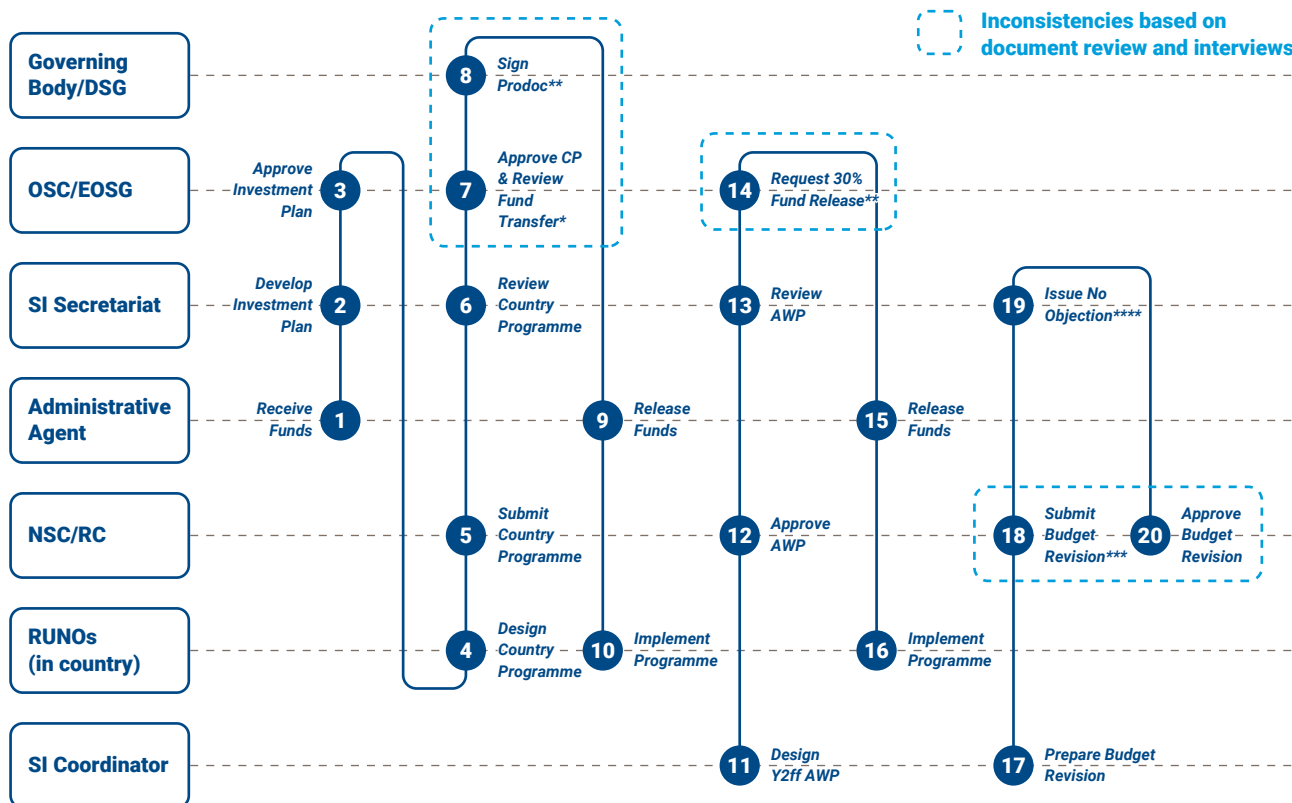 Inconsistencies based on
document review and interviews
Governing
Body/DSG
8
Sign
Prodoc**
OSC/EOSG
Approve
Investment
Plan
3
7
Approve CP
& Review
Fund
Transfer*
14
Request 30%
Fund Release**
SI Secretariat
Develop
Investment
Plan
2
6
Review
Country
Programme
13
Review
AWP
19
Issue No
Objection****
Administrative
Agent
Receive
Funds
1
9
Release
Funds
15
Release
Funds
NSC/RC
5
Submit
Country
Programme
12
Approve
AWP
18
Submit
Budget
Revision***
20
Approve
Budget
Revision
RUNOs
(in country)
4
Design
Country
Programme
10
Implement
Programme
16
Implement
Programme
SI Coordinator
11
Design
Y2ff AWP
17
Prepare Budget
Revision